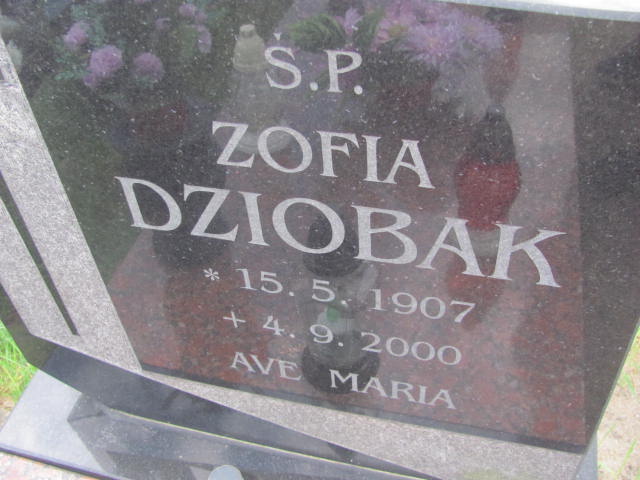 Ś.P.
ZOFIA
DZIOBAK
* 15. 5. 1907
+ 4. 9. 2000
AVE MARIA